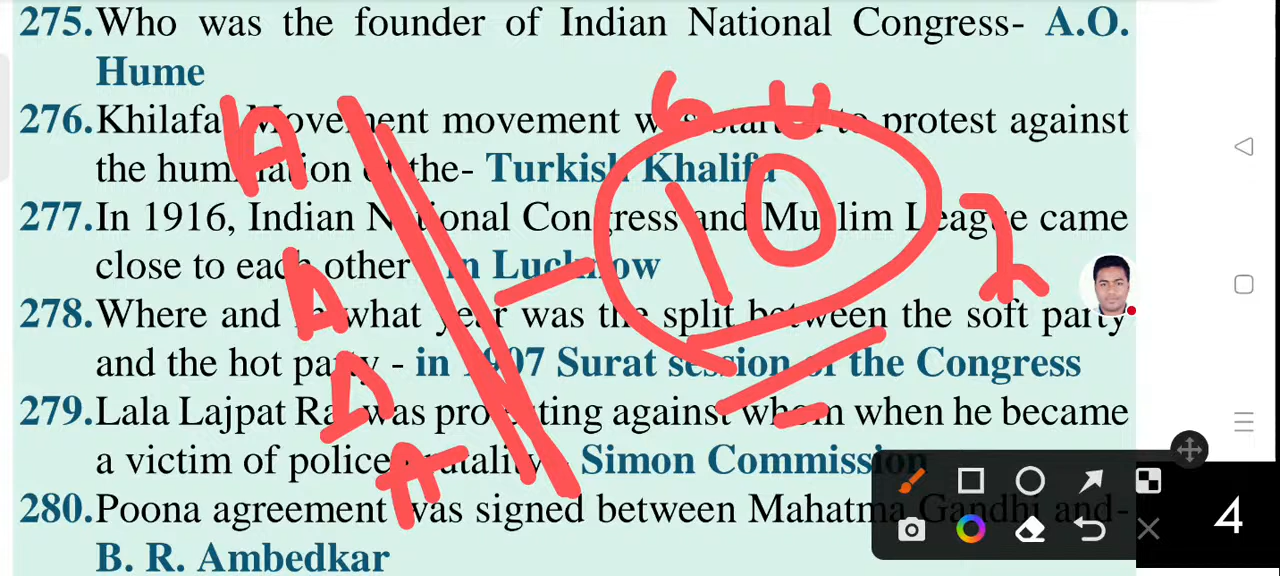 275.Who was the founder of Indian National Congress- A.O.
Hume
276.Khilafat Movement movement was started to protest against
the humiliation of the- Turkish Khalifa
277.In 1916, Indian National Congress and Muslim League came
close to each other - in Lucknow
278.Where and in what year was the split between the soft party
and the hot party - in 1907 Surat session of the Congress
279.Lala Lajpat Rai was protesting against whom when he became
a victim of police brutality - Simon Commission
280.Poona agreement was signed between Mahatma Gandhi and-
B. R. Ambedkar
A
A
A
10
4